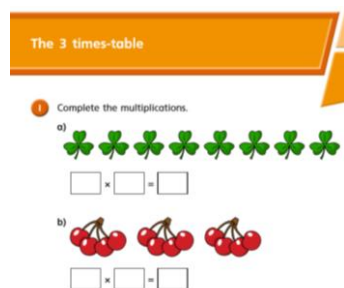 The 3 times-table
1 Complete the multiplications.
a)
× =
b)
× =